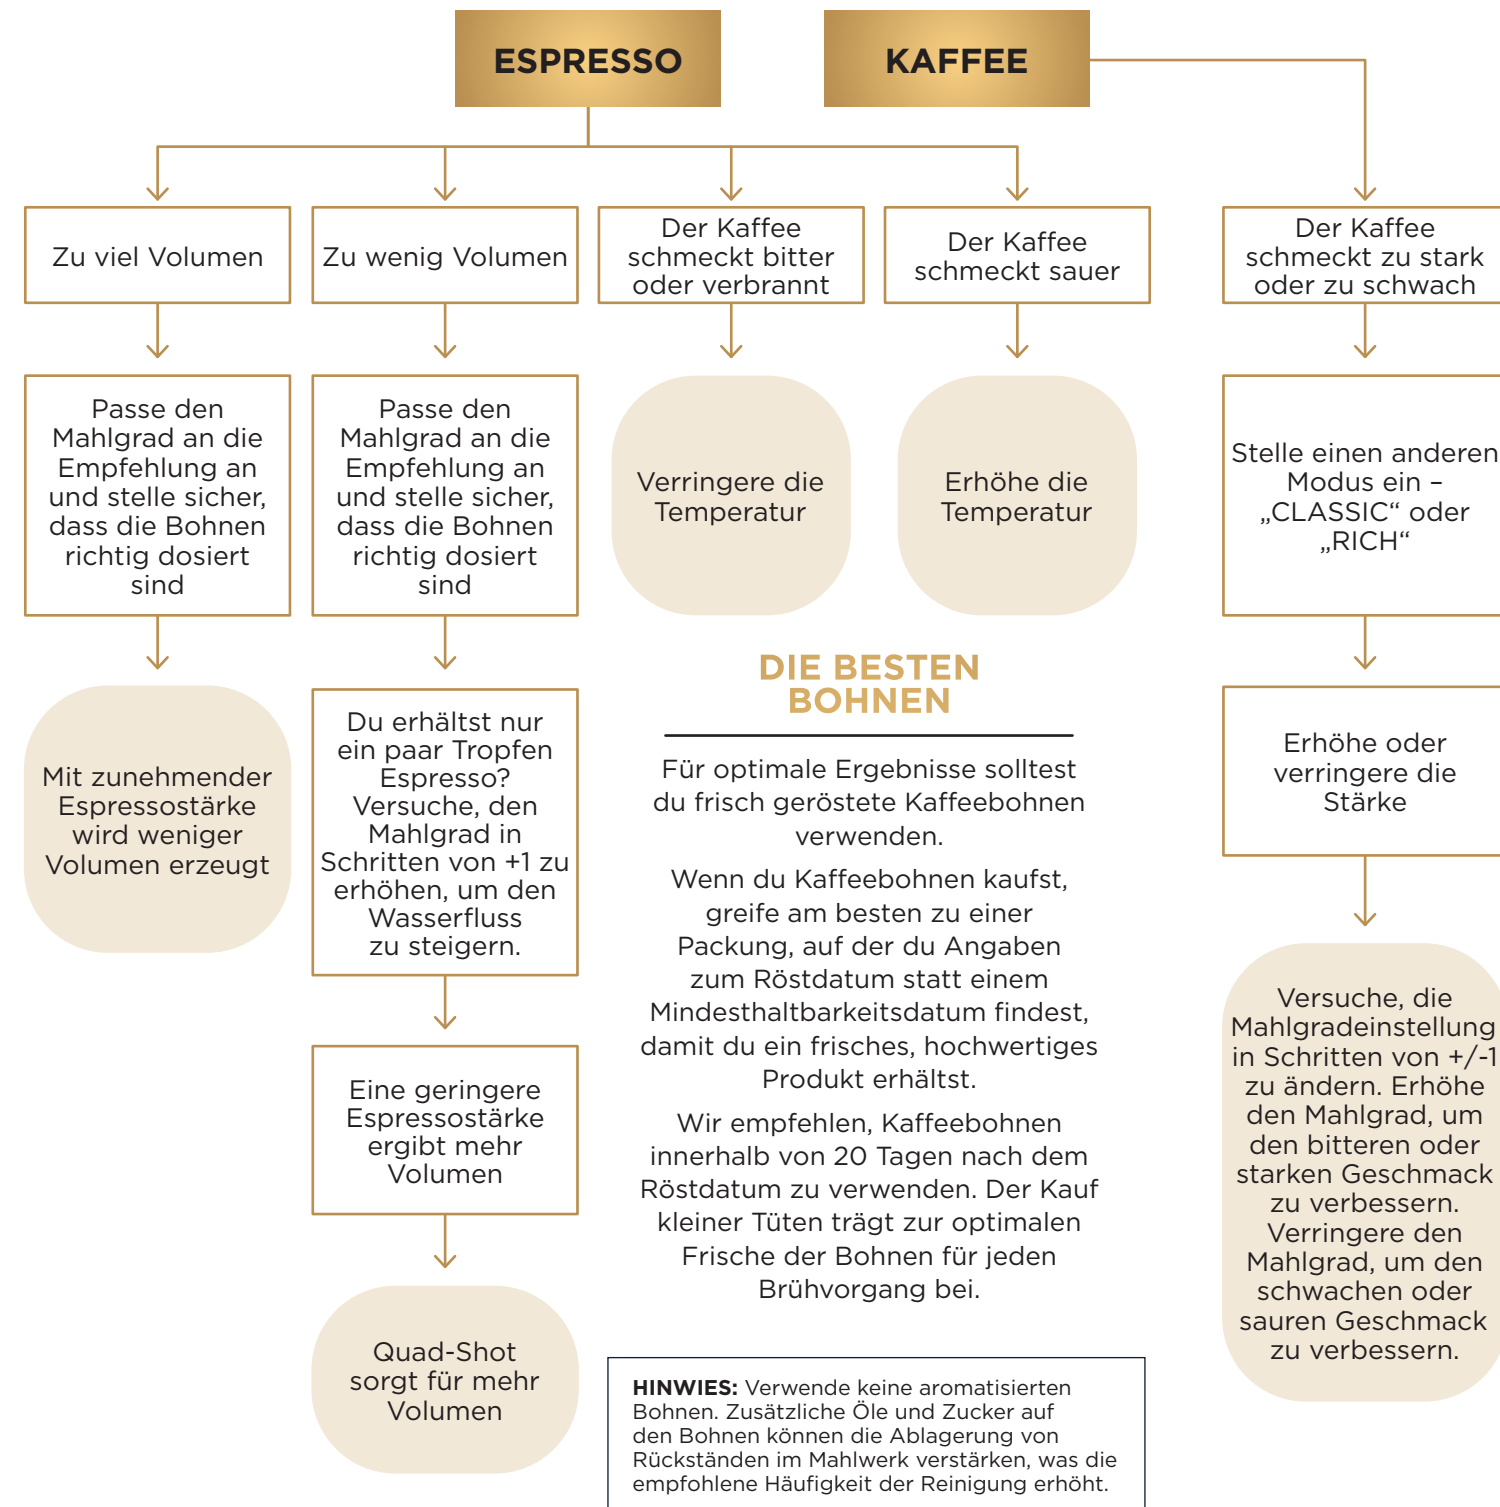 ESPRESSO
KAFFEE
Zu viel Volumen
Zu wenig Volumen
Der Kaffee
schmeckt bitter
oder verbrannt
Der Kaffee
schmeckt sauer
Der Kaffee
schmeckt zu stark
oder zu schwach
Passe den
Mahlgrad an die
Empfehlung an
und stelle sicher,
dass die Bohnen
richtig dosiert
sind
Passe den
Mahlgrad an die
Empfehlung an
und stelle sicher,
dass die Bohnen
richtig dosiert
sind
Verringere die
Temperatur
Erhöhe die
Temperatur
Stelle einen anderen
Modus ein –
„CLASSIC“ oder
„RICH“
Mit zunehmender
Espressostärke
wird weniger
Volumen erzeugt
Du erhältst nur
ein paar Tropfen
Espresso?
Versuche, den
Mahlgrad in
Schritten von +1 zu
erhöhen, um den
Wasserfluss
zu steigern.
Eine geringere
Espressostärke
ergibt mehr
Volumen
Quad-Shot
sorgt für mehr
Volumen
DIE BESTEN
BOHNEN
Für optimale Ergebnisse solltest
du frisch geröstete Kaffeebohnen
verwenden.
Wenn du Kaffeebohnen kaufst,
greife am besten zu einer
Packung, auf der du Angaben
zum Röstdatum statt einem
Mindesthaltbarkeitsdatum findest,
damit du ein frisches, hochwertiges
Produkt erhältst.
Wir empfehlen, Kaffeebohnen
innerhalb von 20 Tagen nach dem
Röstdatum zu verwenden. Der Kauf
kleiner Tüten trägt zur optimalen
Frische der Bohnen für jeden
Brühvorgang bei.
HINWIES: Verwende keine aromatisierten
Bohnen. Zusätzliche Öle und Zucker auf
den Bohnen können die Ablagerung von
Rückständen im Mahlwerk verstärken, was die
empfohlene Häufigkeit der Reinigung erhöht.
Erhöhe oder
verringere die
Stärke
Versuche, die
Mahlgradeinstellung
in Schritten von +/-1
zu ändern. Erhöhe
den Mahlgrad, um
den bitteren oder
starken Geschmack
zu verbessern.
Verringere den
Mahlgrad, um den
schwachen oder
sauren Geschmack
zu verbessern.